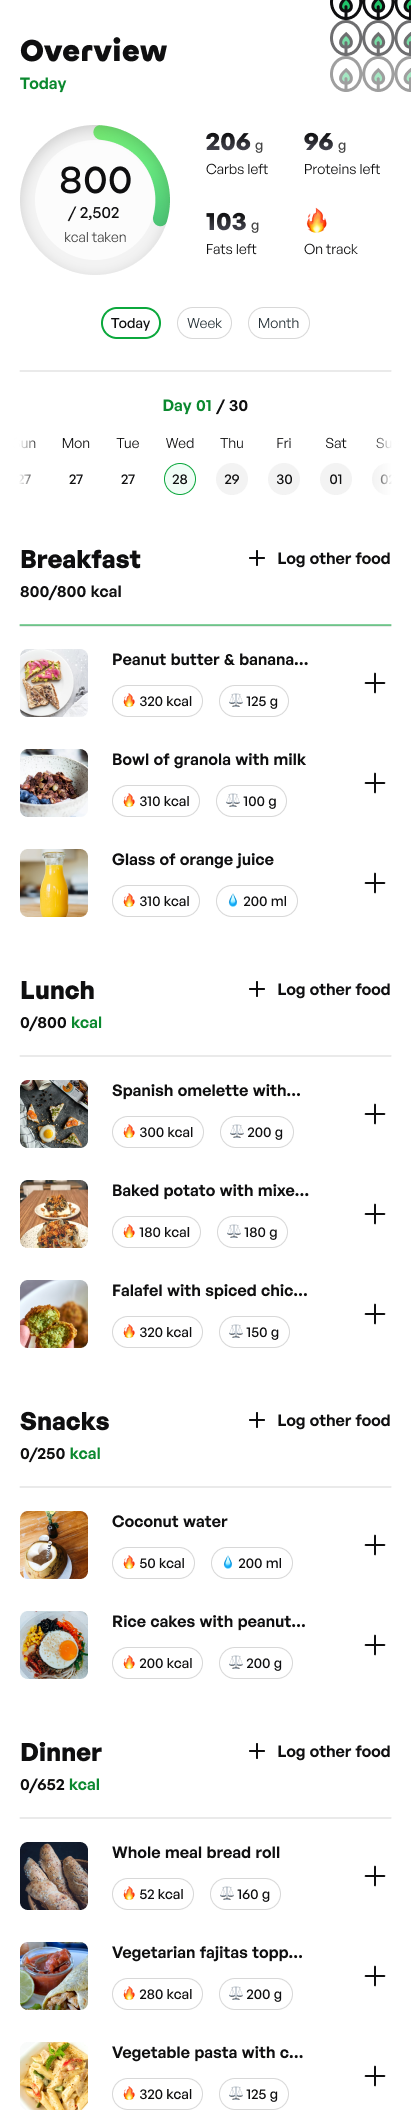 Overview
Today
800
/ 2,502
kcal taken
206 g
Carbs left
96 g
Proteins left
103 g
Fats left
On track
Today Week Month
Day 01 / 30
un Mon Tue Wed Thu Fri Sat Su
27 27 27 28 29 30 01 02
Breakfast
+ Log other food
800/800 kcal
Peanut butter & banana...
320 kcal 125 g
Bowl of granola with milk
310 kcal 100 g
Glass of orange juice
310 kcal 200 ml
Lunch
+ Log other food
0/800 kcal
Spanish omelette with...
300 kcal 200 g
Baked potato with mixe...
180 kcal 180 g
Falafel with spiced chic...
320 kcal 150 g
Snacks
+ Log other food
0/250 kcal
Coconut water
50 kcal 200 ml
Rice cakes with peanut...
200 kcal 200 g
Dinner
+ Log other food
0/652 kcal
Whole meal bread roll
52 kcal 160 g
Vegetarian fajitas topp...
280 kcal 200 g
Vegetable pasta with c...
320 kcal 125 g